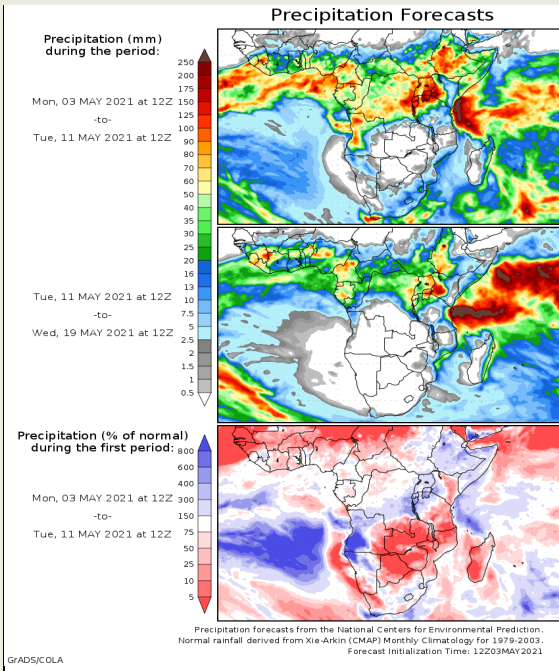 Precipitation Forecasts
Precipitation (mm)
during the period:
Mon, 03 MAY 2021 at 12Z
-to-
Tue, 11 MAY 2021 at 12Z
250
200
175
150
125
100
90
80
70
60
50
40
35
30
25
20
16
13
10
7.5
5
2.5
2
1.5
1
0.5
Tue, 11 MAY 2021 at 12Z
-to-
Wed, 19 MAY 2021 at 12Z
Precipitation (% of normal)
during the first period:
Mon, 03 MAY 2021 at 12Z
-to-
Tue, 11 MAY 2021 at 12Z
800
600
400
300
150
75
50
25
10
5
Precipitation forecasts from the National Centers for Environmental Prediction.
Normal rainfall derived from Xie-Arkin (CMAP) Monthly Climatology for 1979-2003.
Forecast Initialization Time: 12Z03MAY2021
GrADS/COLA